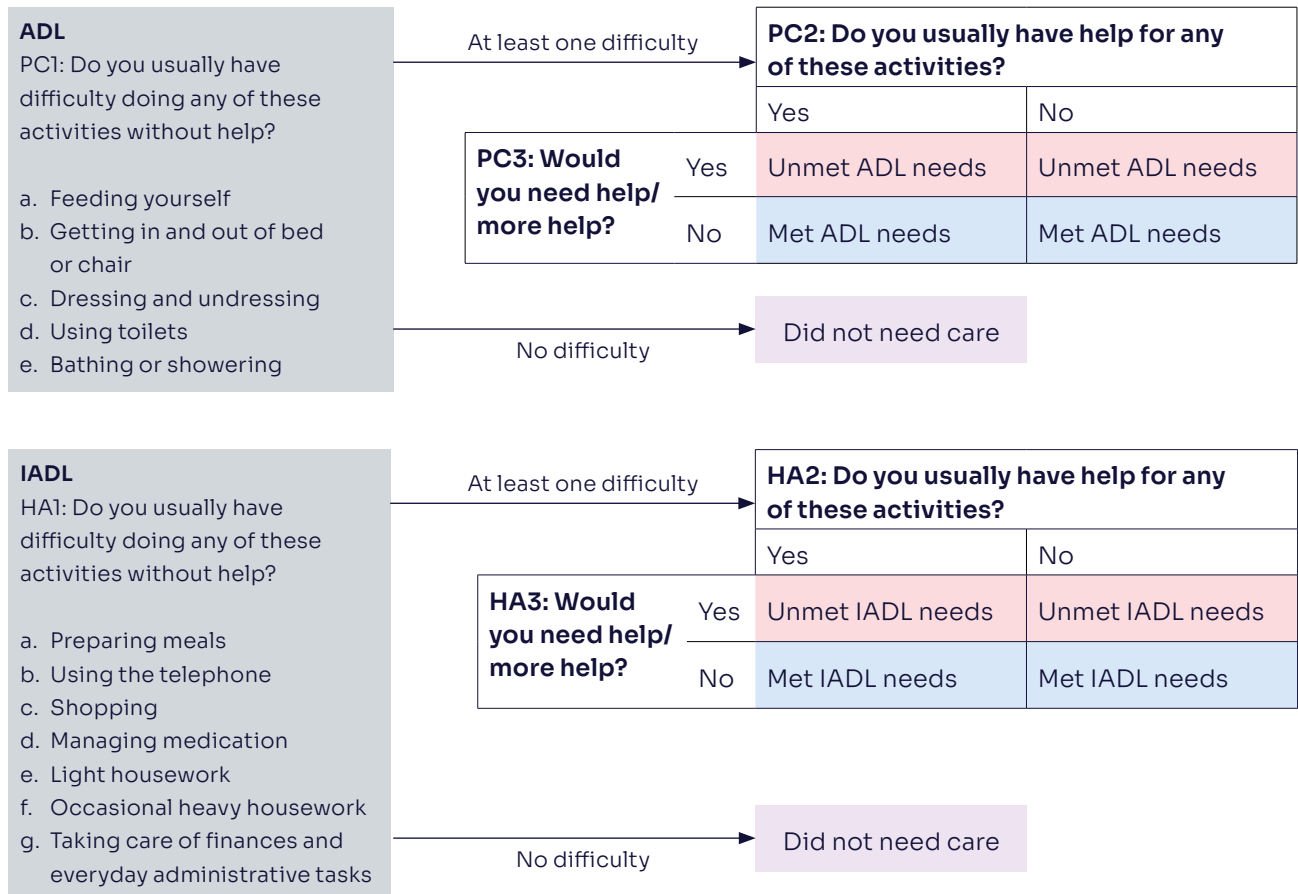 ADL
PC1: Do you usually have
difficulty doing any of these
activities without help?
a. Feeding yourself
b. Getting in and out of bed
or chair
c. Dressing and undressing
d. Using toilets
e. Bathing or showering
At least one difficulty
PC2: Do you usually have help for any
of these activities?
Yes No
PC3: Would
you need help/
more help?
Yes Unmet ADL needs Unmet ADL needs
No Met ADL needs Met ADL needs
No difficulty
Did not need care
IADL
HA1: Do you usually have
difficulty doing any of these
activities without help?
a. Preparing meals
b. Using the telephone
c. Shopping
d. Managing medication
e. Light housework
f. Occasional heavy housework
g. Taking care of finances and
everyday administrative tasks
At least one difficulty
HA2: Do you usually have help for any
of these activities?
Yes No
HA3: Would
you need help/
more help?
Yes Unmet IADL needs Unmet IADL needs
No Met IADL needs Met IADL needs
No difficulty
Did not need care